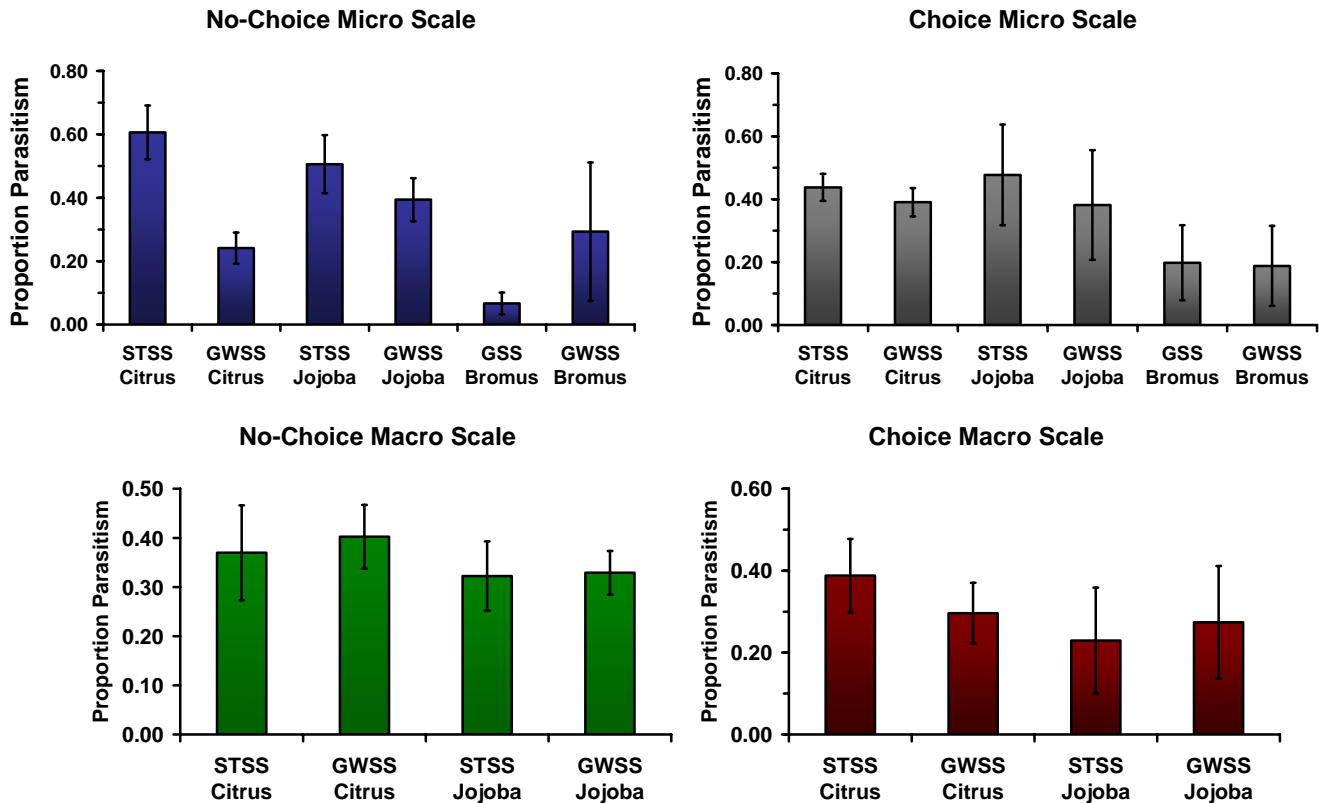 No-Choice Micro Scale
Proportion Parasitism
0.80
0.60
0.40
0.20
0.00
STSS Citrus
GWSS Citrus
STSS Jojoba
GWSS Jojoba
GSS Bromus
GWSS Bromus
Choice Micro Scale
Proportion Parasitism
0.80
0.60
0.40
0.20
0.00
STSS Citrus
GWSS Citrus
STSS Jojoba
GWSS Jojoba
GSS Bromus
GWSS Bromus
No-Choice Macro Scale
Proportion Parasitism
0.50
0.40
0.30
0.20
0.10
0.00
STSS Citrus
GWSS Citrus
STSS Jojoba
GWSS Jojoba
Choice Macro Scale
Proportion Parasitism
0.60
0.40
0.20
0.00
STSS Citrus
GWSS Citrus
STSS Jojoba
GWSS Jojoba